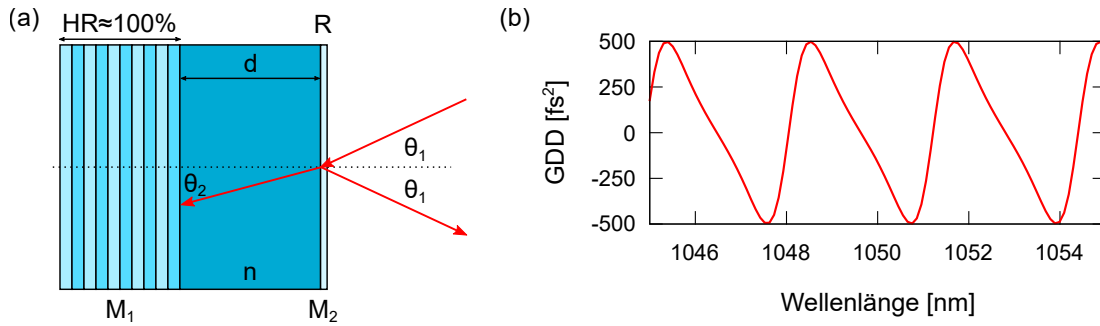 (a)
HR≈100%
R
d
θ₁
θ₂
θ₁
n
M₁
M₂
(b)
GDD [fs²]
500
250
0
-250
-500
1046 1048 1050 1052 1054
Wellenlänge [nm]